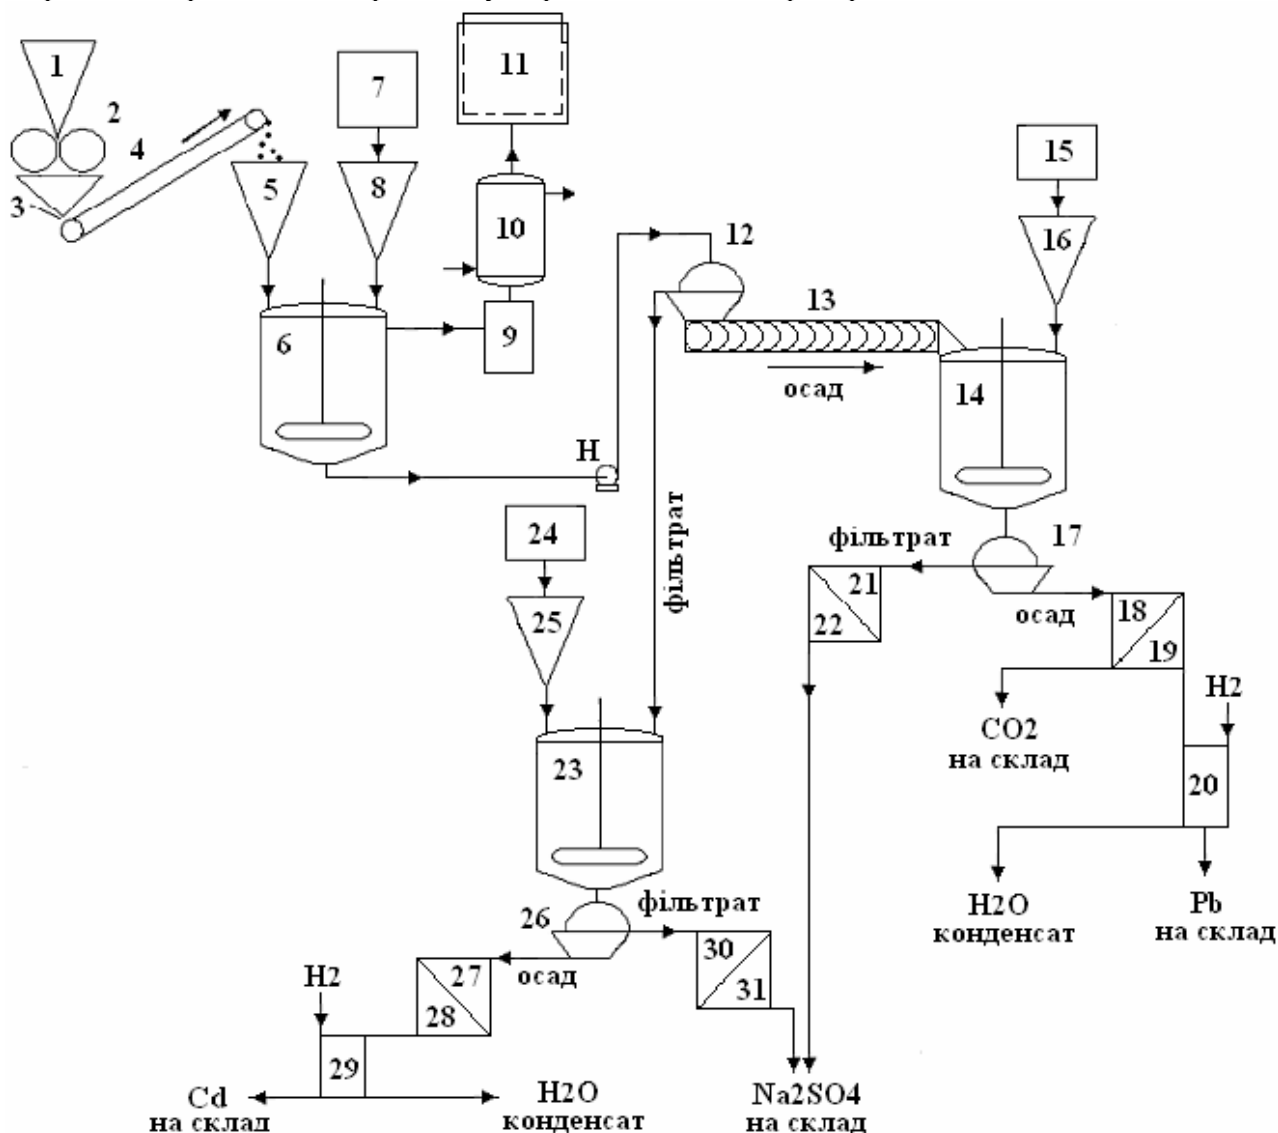 1
2
3
4
5
6
7
8
9
10
11
12
13
осад
14
15
16
17
Н
фільтрат
фільтрат
осад
18
19
20
21
22
H2
CO2
на склад
H2O
конденсат
Pb
на склад
23
24
25
26
фільтрат
осад
27
28
29
30
31
H2
Cd
на склад
H2O
конденсат
Na2SO4
на склад